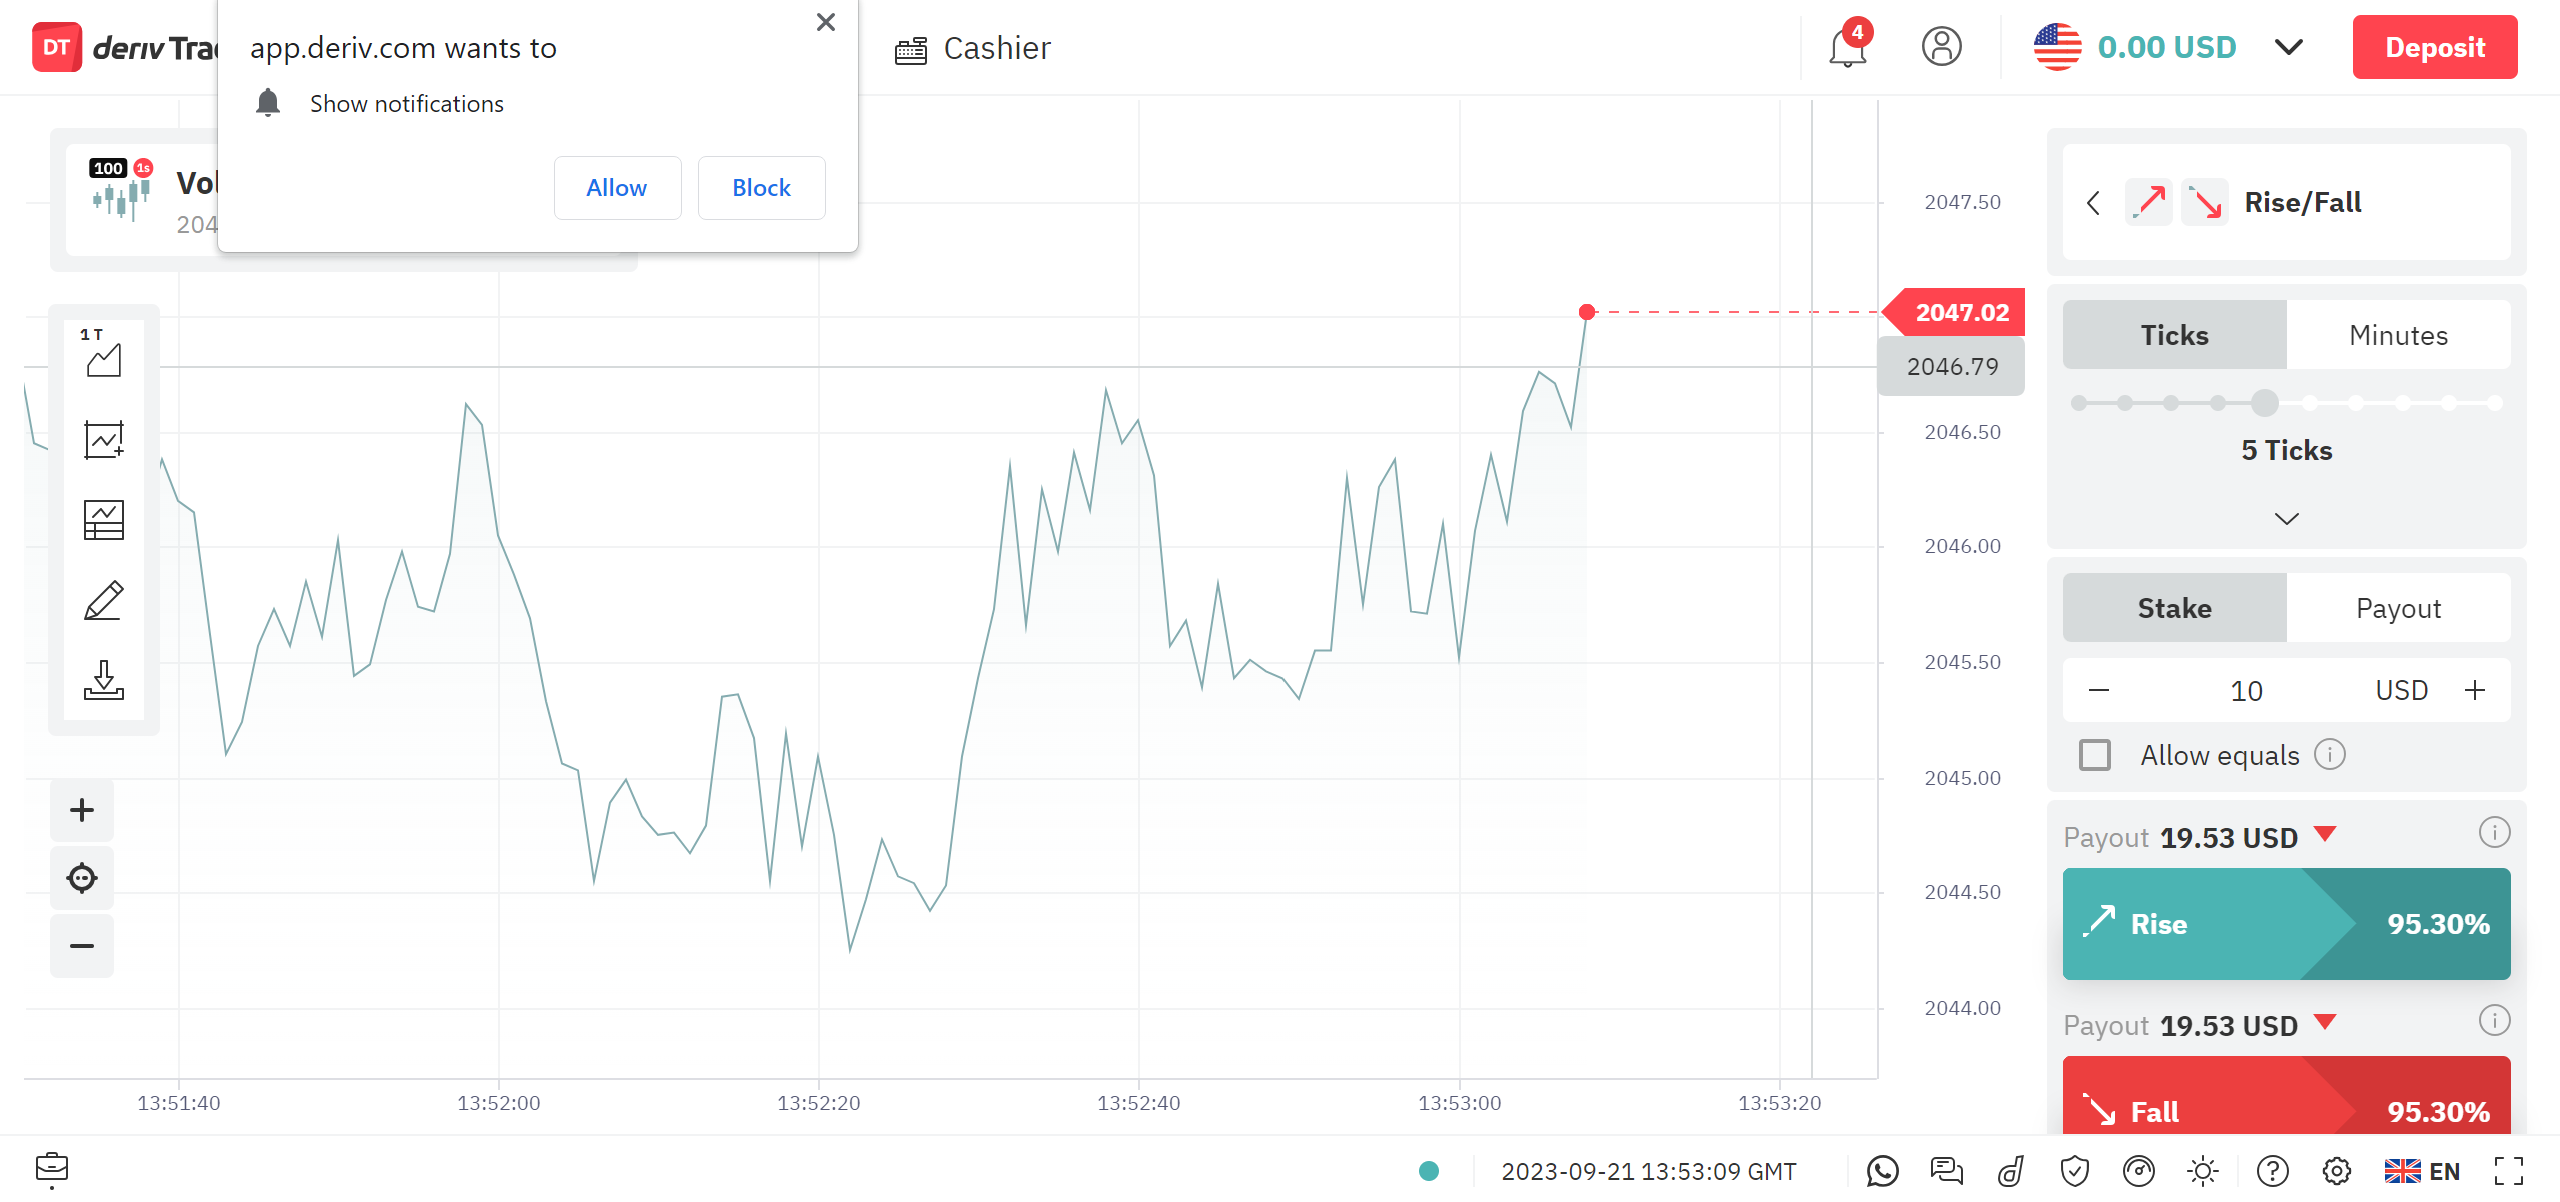 DT deriv
app.deriv.com wants to
Show notifications
Allow
Block
Cashier
4
0.00 USD
Deposit
100 1s
204
1 T
2047.50
2047.02
2046.79
2046.50
2046.00
2045.50
2045.00
2044.50
2044.00
13:51:40
13:52:00
13:52:20
13:52:40
13:53:00
13:53:20
Rise/Fall
Ticks
Minutes
5 Ticks
Stake
Payout
10 USD
Allow equals
Payout 19.53 USD
Rise 95.30%
Payout 19.53 USD
Fall 95.30%
2023-09-21 13:53:09 GMT
EN